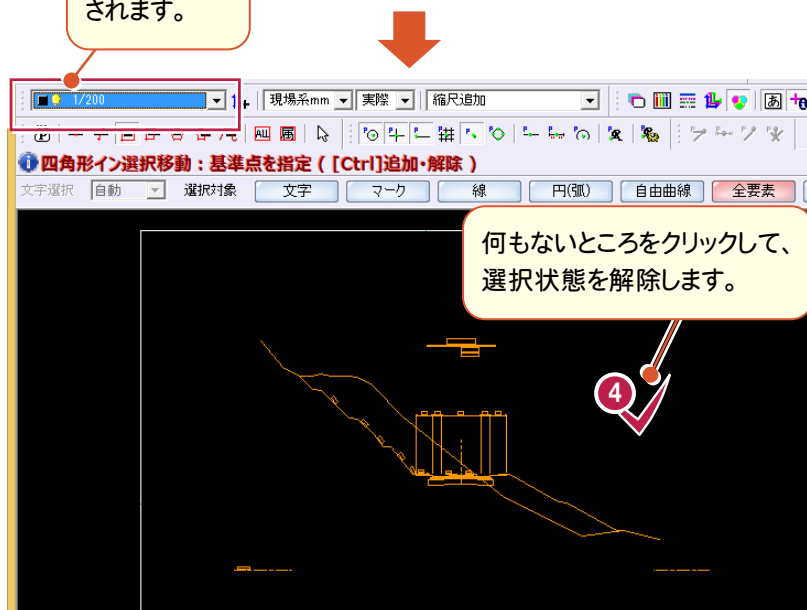 されます。
1/200
現場系mm
実際
縮尺追加
あ
ALL
属
四角形イン選択移動：基準点を指定 ( [Ctrl]追加・解除 )
文字選択
自動
選択対象
文字
マーク
線
円(弧)
自由曲線
全要素
何もないところをクリックして、
選択状態を解除します。
4